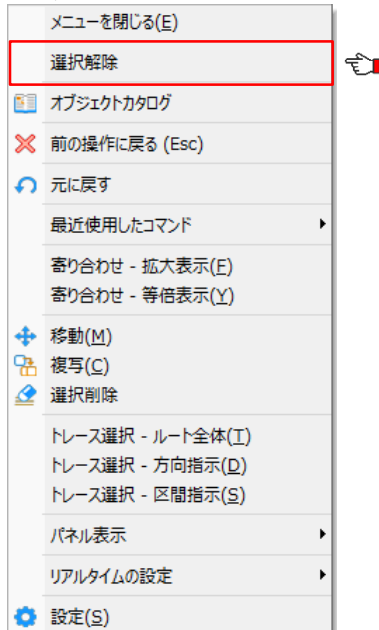 メニューを閉じる(E)
選択解除
オブジェクトカタログ
前の操作に戻る (Esc)
元に戻す
最近使用したコマンド
寄り合わせ - 拡大表示(F)
寄り合わせ - 等倍表示(Y)
移動(M)
複写(C)
選択削除
トレース選択 - ルート全体(T)
トレース選択 - 方向指示(D)
トレース選択 - 区間指示(S)
パネル表示
リアルタイムの設定
設定(S)